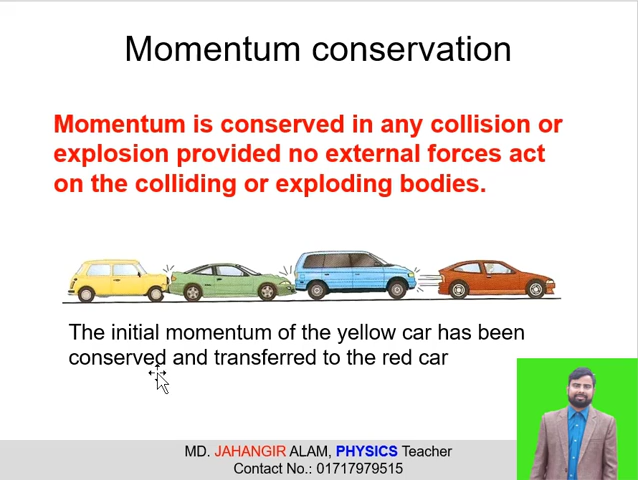 Momentum conservation
Momentum is conserved in any collision or
explosion provided no external forces act
on the colliding or exploding bodies.
The initial momentum of the yellow car has been
conserved and transferred to the red car
MD. JAHANGIR ALAM, PHYSICS Teacher
Contact No.: 01717979515